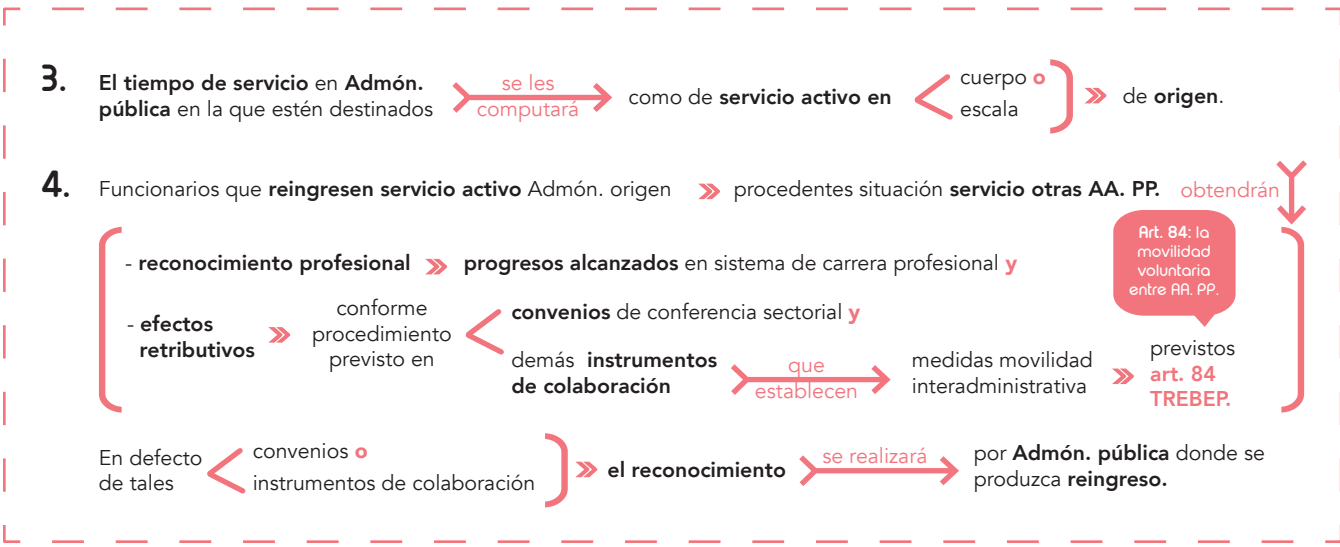 3. El tiempo de servicio en Admón.
pública en la que estén destinados
se les
computará
como de servicio activo en
cuerpo o
escala
de origen.
4. Funcionarios que reingresen servicio activo Admón. origen
procedentes situación servicio otras AA. PP.
obtendrán
Art. 84: la
movilidad
voluntaria
entre AA. PP.
- reconocimiento profesional
progresos alcanzados en sistema de carrera profesional y
- efectos
retributivos
conforme
procedimiento
previsto en
convenios de conferencia sectorial y
demás instrumentos
de colaboración
que
establecen
medidas movilidad
interadministrativa
previstos
art. 84
TREBEP.
En defecto
de tales
convenios o
instrumentos de colaboración
el reconocimiento
se realizará
por Admón. pública donde se
produzca reingreso.